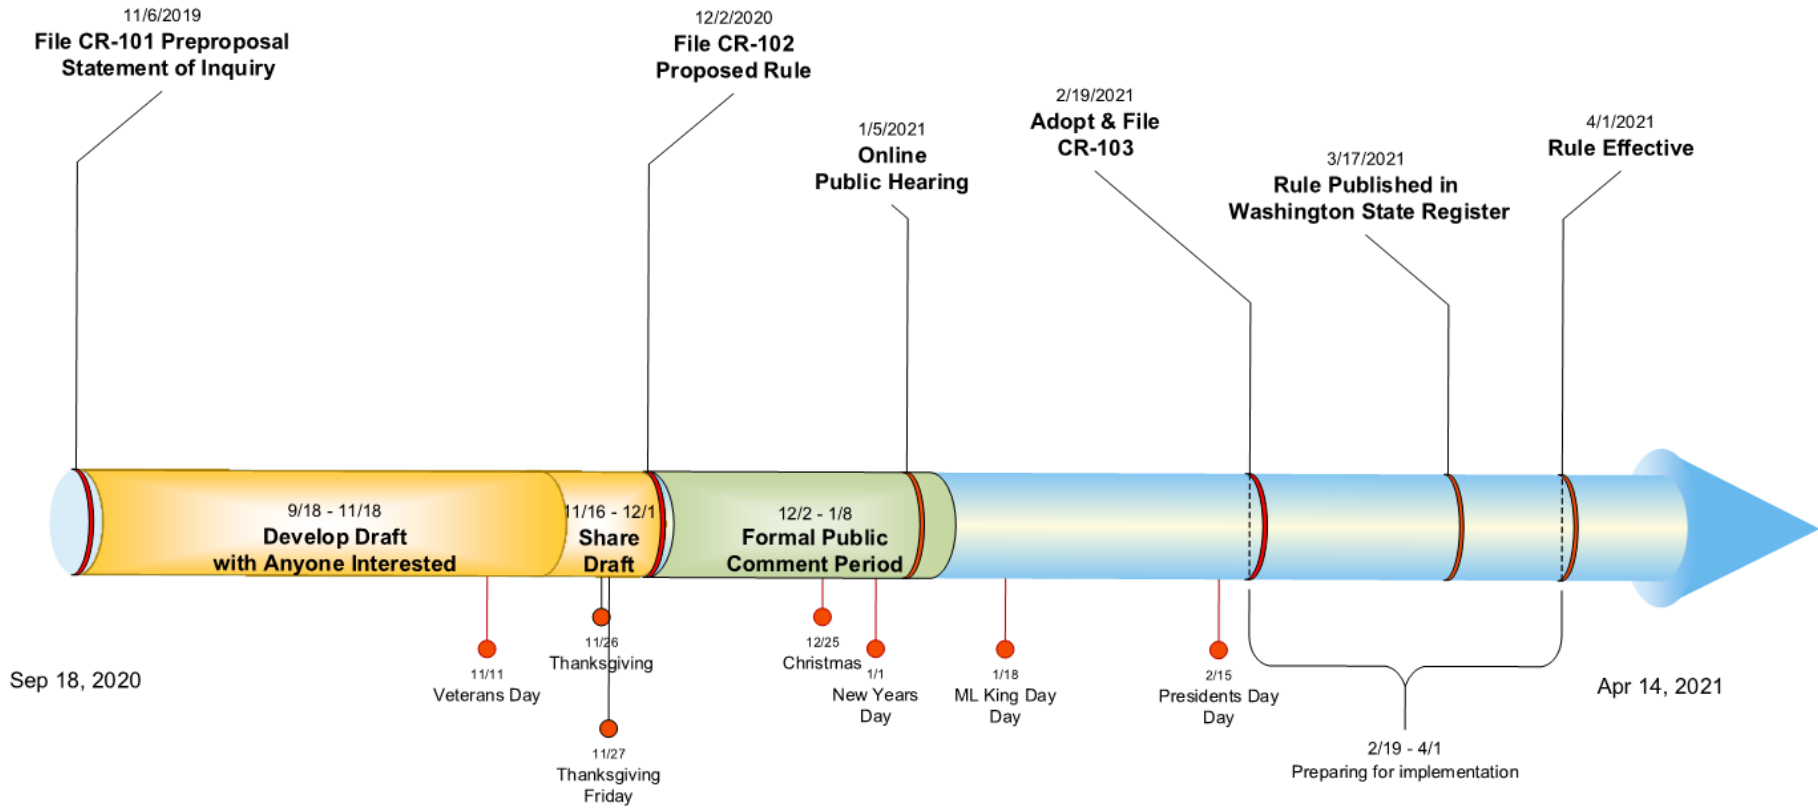 11/6/2019
File CR-101 Preproposal
Statement of Inquiry
12/2/2020
File CR-102
Proposed Rule
1/5/2021
Online
Public Hearing
2/19/2021
Adopt & File
CR-103
3/17/2021
Rule Published in
Washington State Register
4/1/2021
Rule Effective
9/18 - 11/18
Develop Draft
with Anyone Interested
11/16 - 12/1
Share
Draft
12/2 - 1/8
Formal Public
Comment Period
Sep 18, 2020
11/11
Veterans Day
11/26
Thanksgiving
11/27
Thanksgiving
Friday
12/25
Christmas
1/1
New Years
Day
1/18
ML King Day
Day
2/15
Presidents Day
Day
2/19 - 4/1
Preparing for implementation
Apr 14, 2021